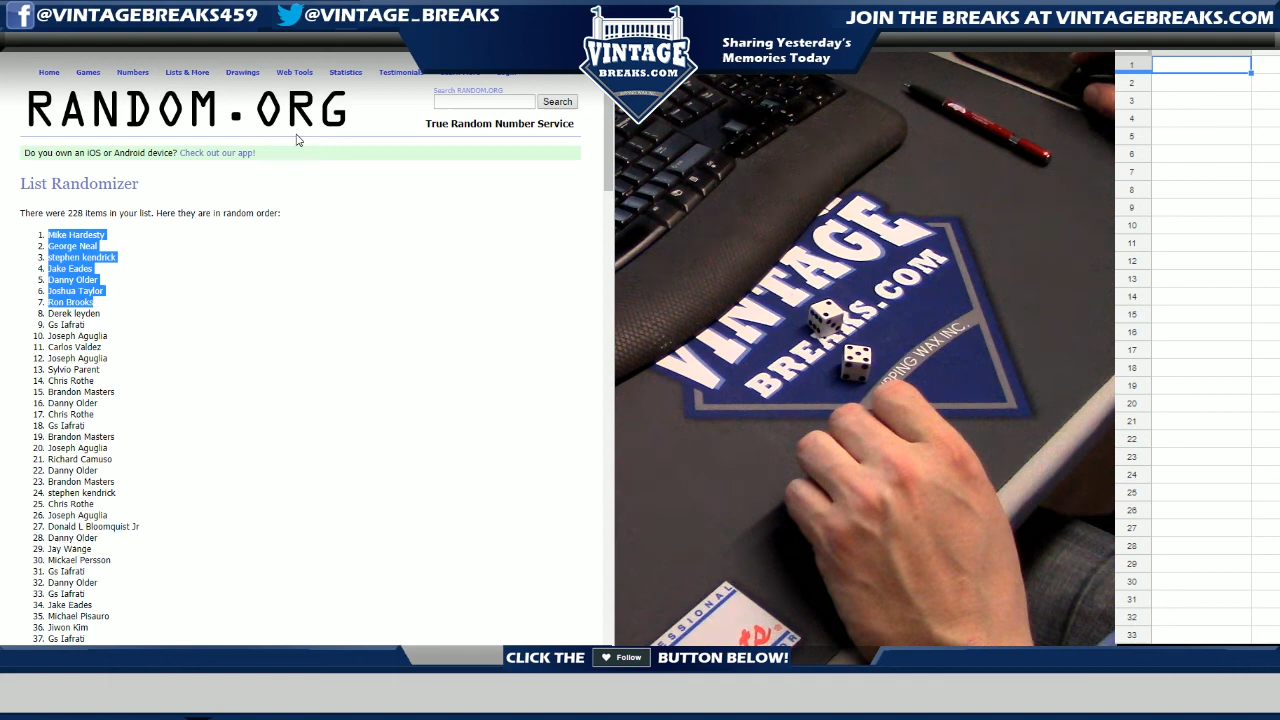 @VINTAGEBREAKS459
@VINTAGE_BREAKS
JOIN THE BREAKS AT VINTAGEBREAKS.COM
VINTAGE
BREAKS.COM
Sharing Yesterday's
Memories Today
Home Games Numbers Lists & More Drawings Web Tools Statistics Testimonials
RANDOM.ORG
Search RANDOM.ORG
Search
True Random Number Service
Do you own an iOS or Android device? Check out our app!
List Randomizer
There were 228 items in your list. Here they are in random order:
1. Mike Hardesty
2. George Neal
3. stephen kendrick
4. Jake Eades
5. Danny Older
6. Joshua Taylor
7. Ron Brooks
8. Derek leyden
9. Gs Iafrati
10. Joseph Aguglia
11. Carlos Valdez
12. Joseph Aguglia
13. Sylvio Parent
14. Chris Rothe
15. Brandon Masters
16. Danny Older
17. Chris Rothe
18. Gs Iafrati
19. Brandon Masters
20. Joseph Aguglia
21. Richard Camuso
22. Danny Older
23. Brandon Masters
24. stephen kendrick
25. Chris Rothe
26. Joseph Aguglia
27. Donald L Bloomquist Jr
28. Danny Older
29. Jay Wange
30. Mickael Persson
31. Gs Iafrati
32. Danny Older
33. Gs Iafrati
34. Jake Eades
35. Michael Pisauro
36. Jiwon Kim
37. Gs Iafrati
VINTAGE
BREAKS.COM
RIPPING WAX INC.
1
2
3
4
5
6
7
8
9
10
11
12
13
14
15
16
17
18
19
20
21
22
23
24
25
26
27
28
29
30
31
32
33
CLICK THE Follow BUTTON BELOW!